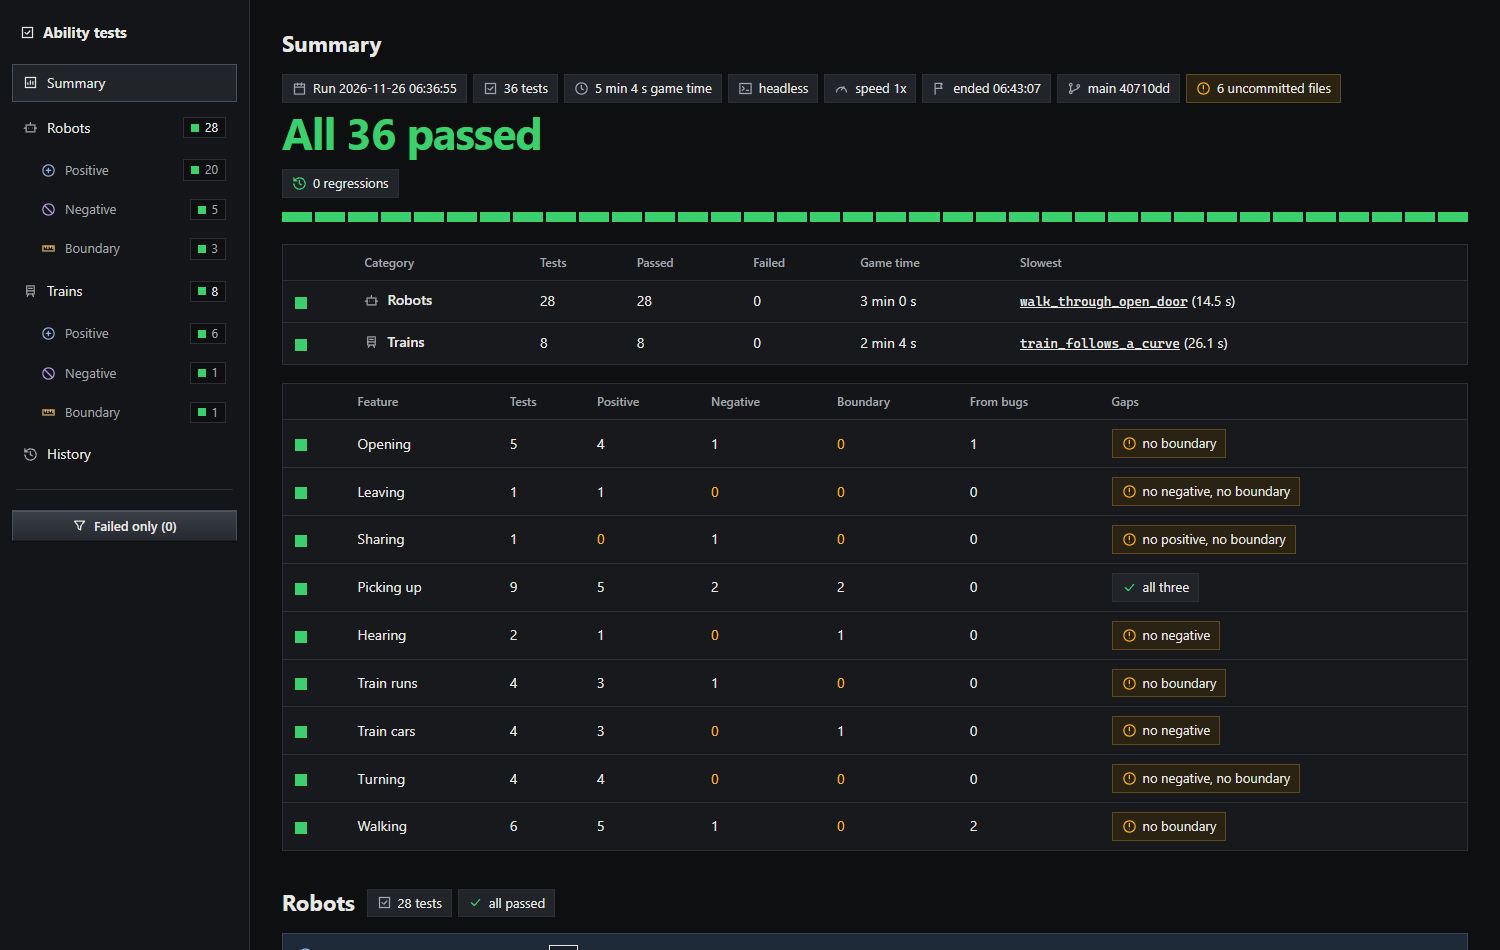 Ability tests
Summary
Robots 28
Positive 20
Negative 5
Boundary 3
Trains 8
Positive 6
Negative 1
Boundary 1
History
Failed only (0)
Summary
Run 2026-11-26 06:36:55 36 tests 5 min 4 s game time headless speed 1x ended 06:43:07 main 40710dd 6 uncommitted files
All 36 passed
0 regressions
Category Tests Passed Failed Game time Slowest
Robots 28 28 0 3 min 0 s walk_through_open_door (14.5 s)
Trains 8 8 0 2 min 4 s train_follows_a_curve (26.1 s)
Feature Tests Positive Negative Boundary From bugs Gaps
Opening 5 4 1 0 1 no boundary
Leaving 1 1 0 0 0 no negative, no boundary
Sharing 1 0 1 0 0 no positive, no boundary
Picking up 9 5 2 2 0 all three
Hearing 2 1 0 1 0 no negative
Train runs 4 3 1 0 0 no boundary
Train cars 4 3 0 1 0 no negative
Turning 4 4 0 0 0 no negative, no boundary
Walking 6 5 1 0 2 no boundary
Robots 28 tests all passed